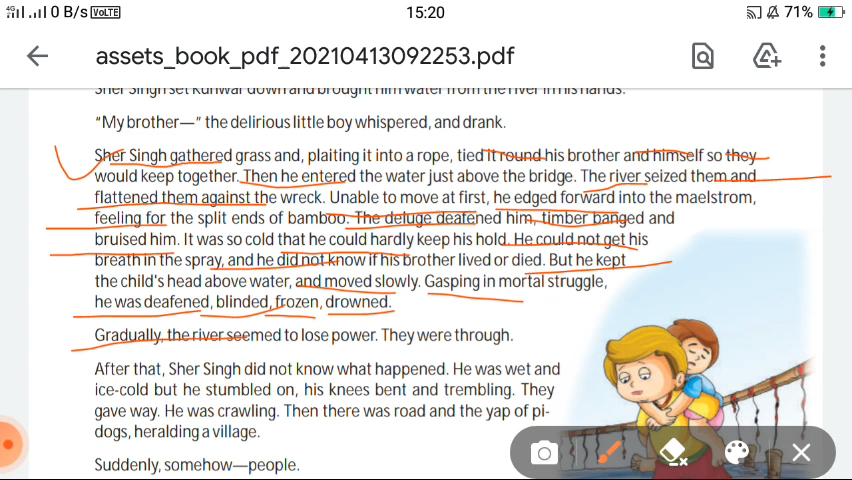 4G 0 B/s VoLTE 15:20 71%
assets_book_pdf_20210413092253.pdf
Sher Singh set Kunwar down and brought him water from the river in his hands.
“My brother—” the delirious little boy whispered, and drank.
Sher Singh gathered grass and, plaiting it into a rope, tied it round his brother and himself so they
would keep together. Then he entered the water just above the bridge. The river seized them and
flattened them against the wreck. Unable to move at first, he edged forward into the maelstrom,
feeling for the split ends of bamboo. The deluge deafened him, timber banged and
bruised him. It was so cold that he could hardly keep his hold. He could not get his
breath in the spray, and he did not know if his brother lived or died. But he kept
the child's head above water, and moved slowly. Gasping in mortal struggle,
he was deafened, blinded, frozen, drowned.
Gradually, the river seemed to lose power. They were through.
After that, Sher Singh did not know what happened. He was wet and
ice-cold but he stumbled on, his knees bent and trembling. They
gave way. He was crawling. Then there was road and the yap of pi-
dogs, heralding a village.
Suddenly, somehow—people.